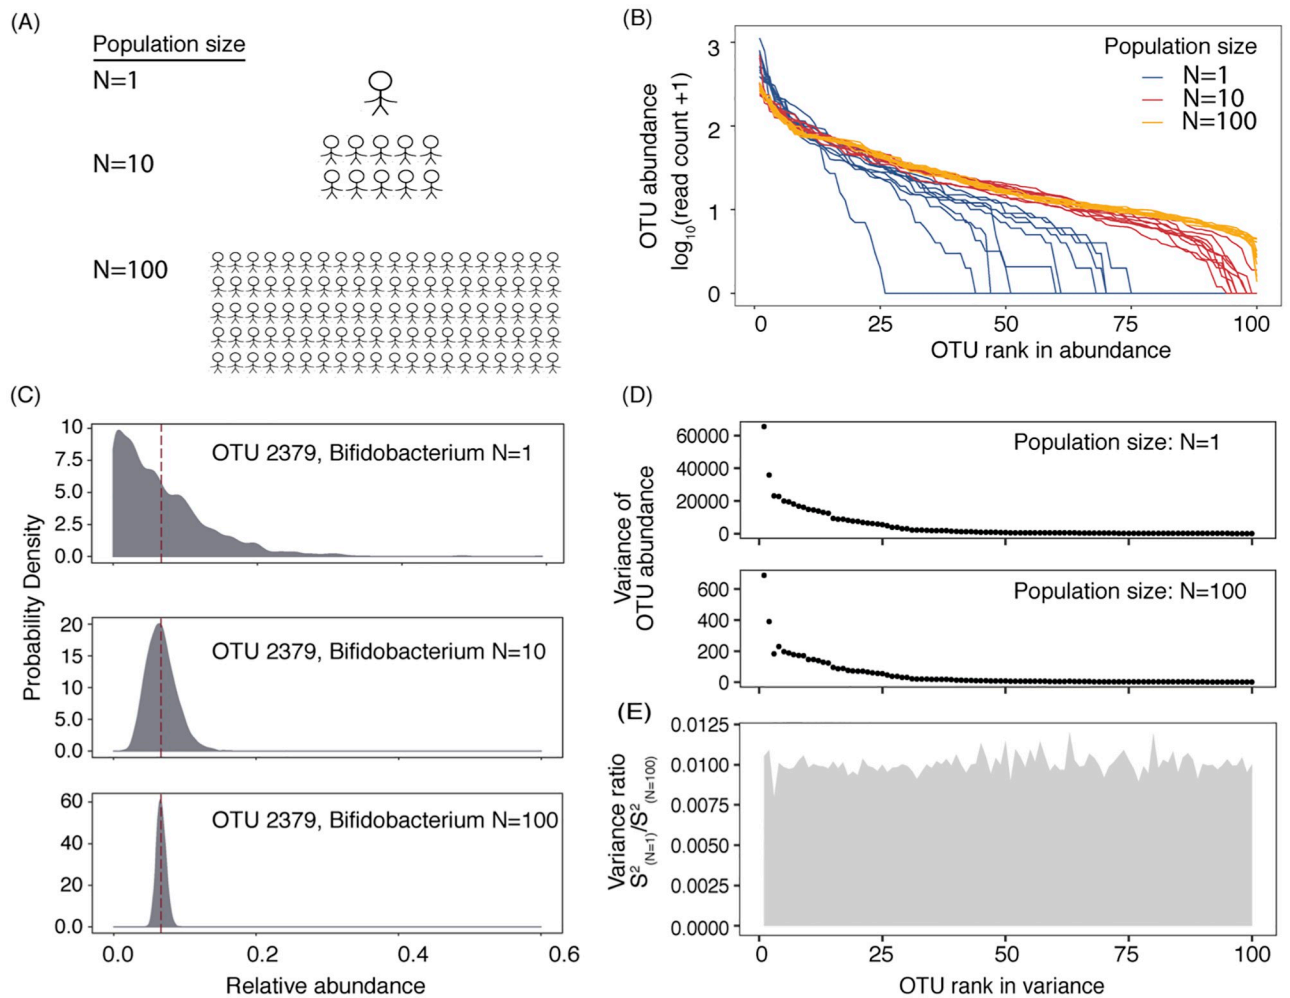 (A)
Population size
N=1
N=10
N=100
(B)
OTU abundance
log10(read count +1)
3
2
1
0
Population size
N=1
N=10
N=100
0 25 50 75 100
OTU rank in abundance
(C)
Probability Density
10
7.5
5.0
2.5
0.0
OTU 2379, Bifidobacterium N=1
20
15
10
5.0
0.0
OTU 2379, Bifidobacterium N=10
60
40
20
0.0
OTU 2379, Bifidobacterium N=100
0.0 0.2 0.4 0.6
Relative abundance
(D)
Variance of
OTU abundance
60000
40000
20000
0
Population size: N=1
600
400
200
0
Population size: N=100
(E)
Variance ratio
S2(N=1)/S2(N=100)
0.0125
0.0100
0.0075
0.0050
0.0025
0.0000
0 25 50 75 100
OTU rank in variance